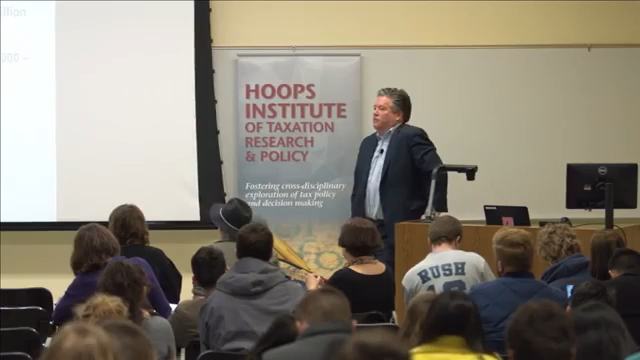 illion
000 –
HOOPS
INSTITUTE
OF TAXATION
RESEARCH
& POLICY
Fostering cross-disciplinary
exploration of tax policy
and decision making
DELL
RUSH